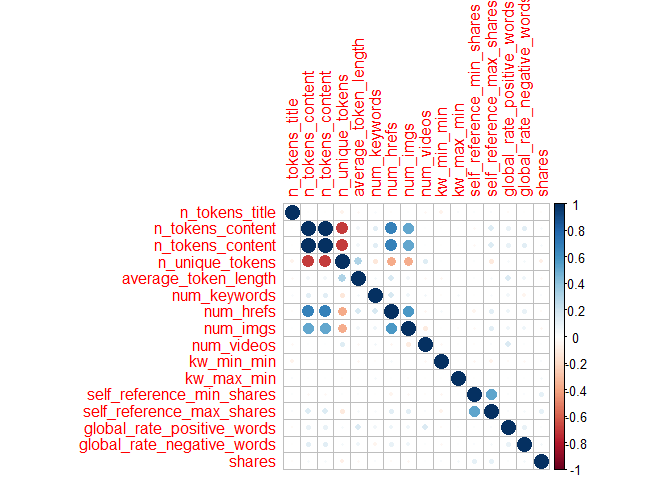 n_tokens_title
n_tokens_content
n_tokens_content
n_unique_tokens
average_token_length
num_keywords
num_hrefs
num_imgs
num_videos
kw_min_min
kw_max_min
self_reference_min_shares
self_reference_max_shares
global_rate_positive_words
global_rate_negative_words
shares
n_tokens_title
n_tokens_content
n_tokens_content
n_unique_tokens
average_token_length
num_keywords
num_hrefs
num_imgs
num_videos
kw_min_min
kw_max_min
self_reference_min_shares
self_reference_max_shares
global_rate_positive_words
global_rate_negative_words
shares
1
0.8
0.6
0.4
0.2
0
-0.2
-0.4
-0.6
-0.8
-1